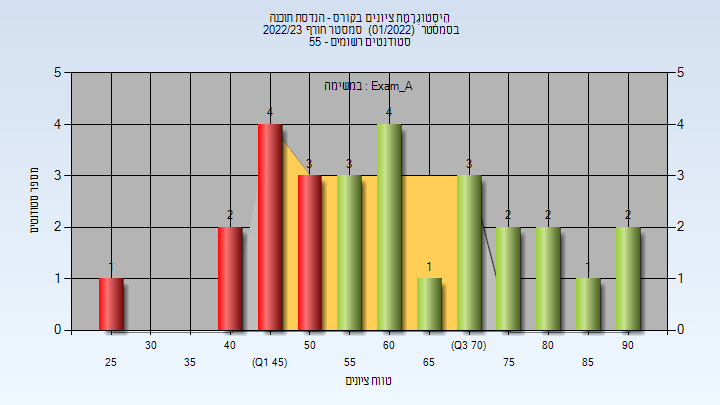 היסטוגרמת ציונים בקורס - הנדסת תוכנה
בסמסטר (01/2022) סמסטר חורף 2022/23
סטודנטים רשומים - 55
במשימה : Exam_A
מספר סטודנטים
5 5
4 4
3 3
2 2
1 1
0 0
1 2 4 3 3 4 1 3 2 2 1 2
30 40 50 60 (Q3 70) 80 90
25 35 (Q1 45) 55 65 75 85
טווח ציונים